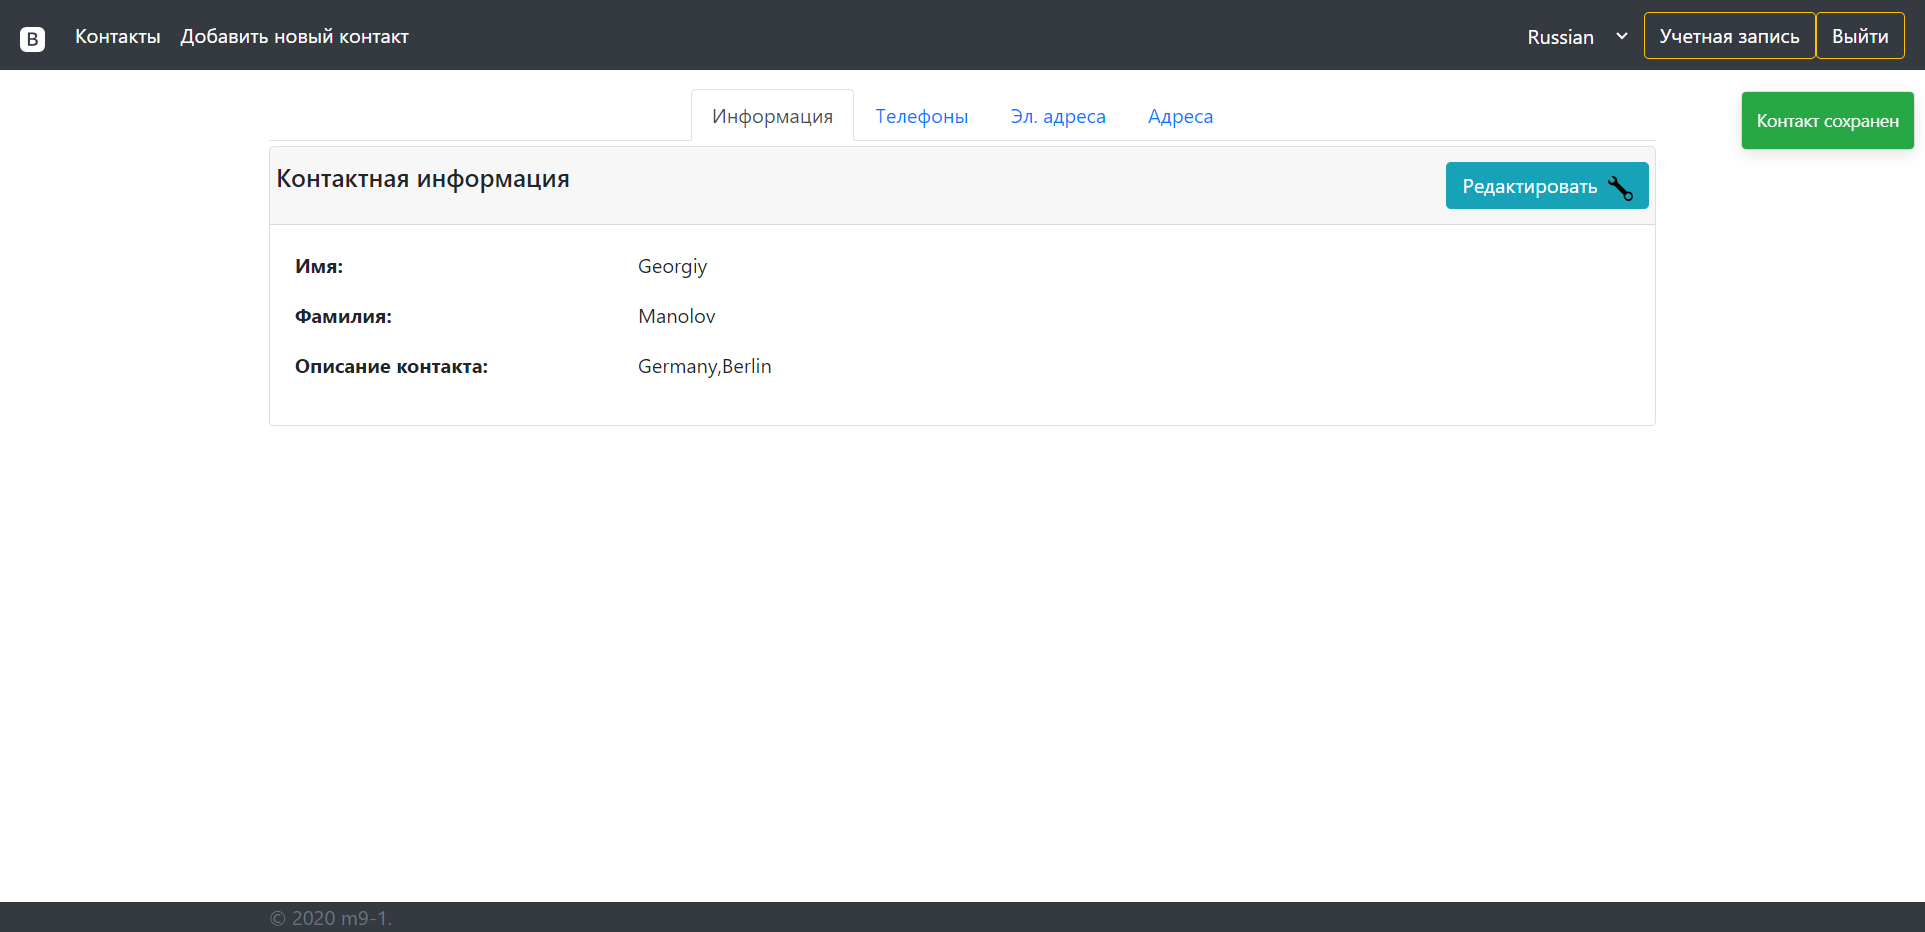 B Контакты Добавить новый контакт Russian Учетная запись Выйти
Информация Телефоны Эл. адреса Адреса
Контакт сохранен
Контактная информация
Редактировать
Имя: Georgiy
Фамилия: Manolov
Описание контакта: Germany,Berlin
© 2020 m9-1.